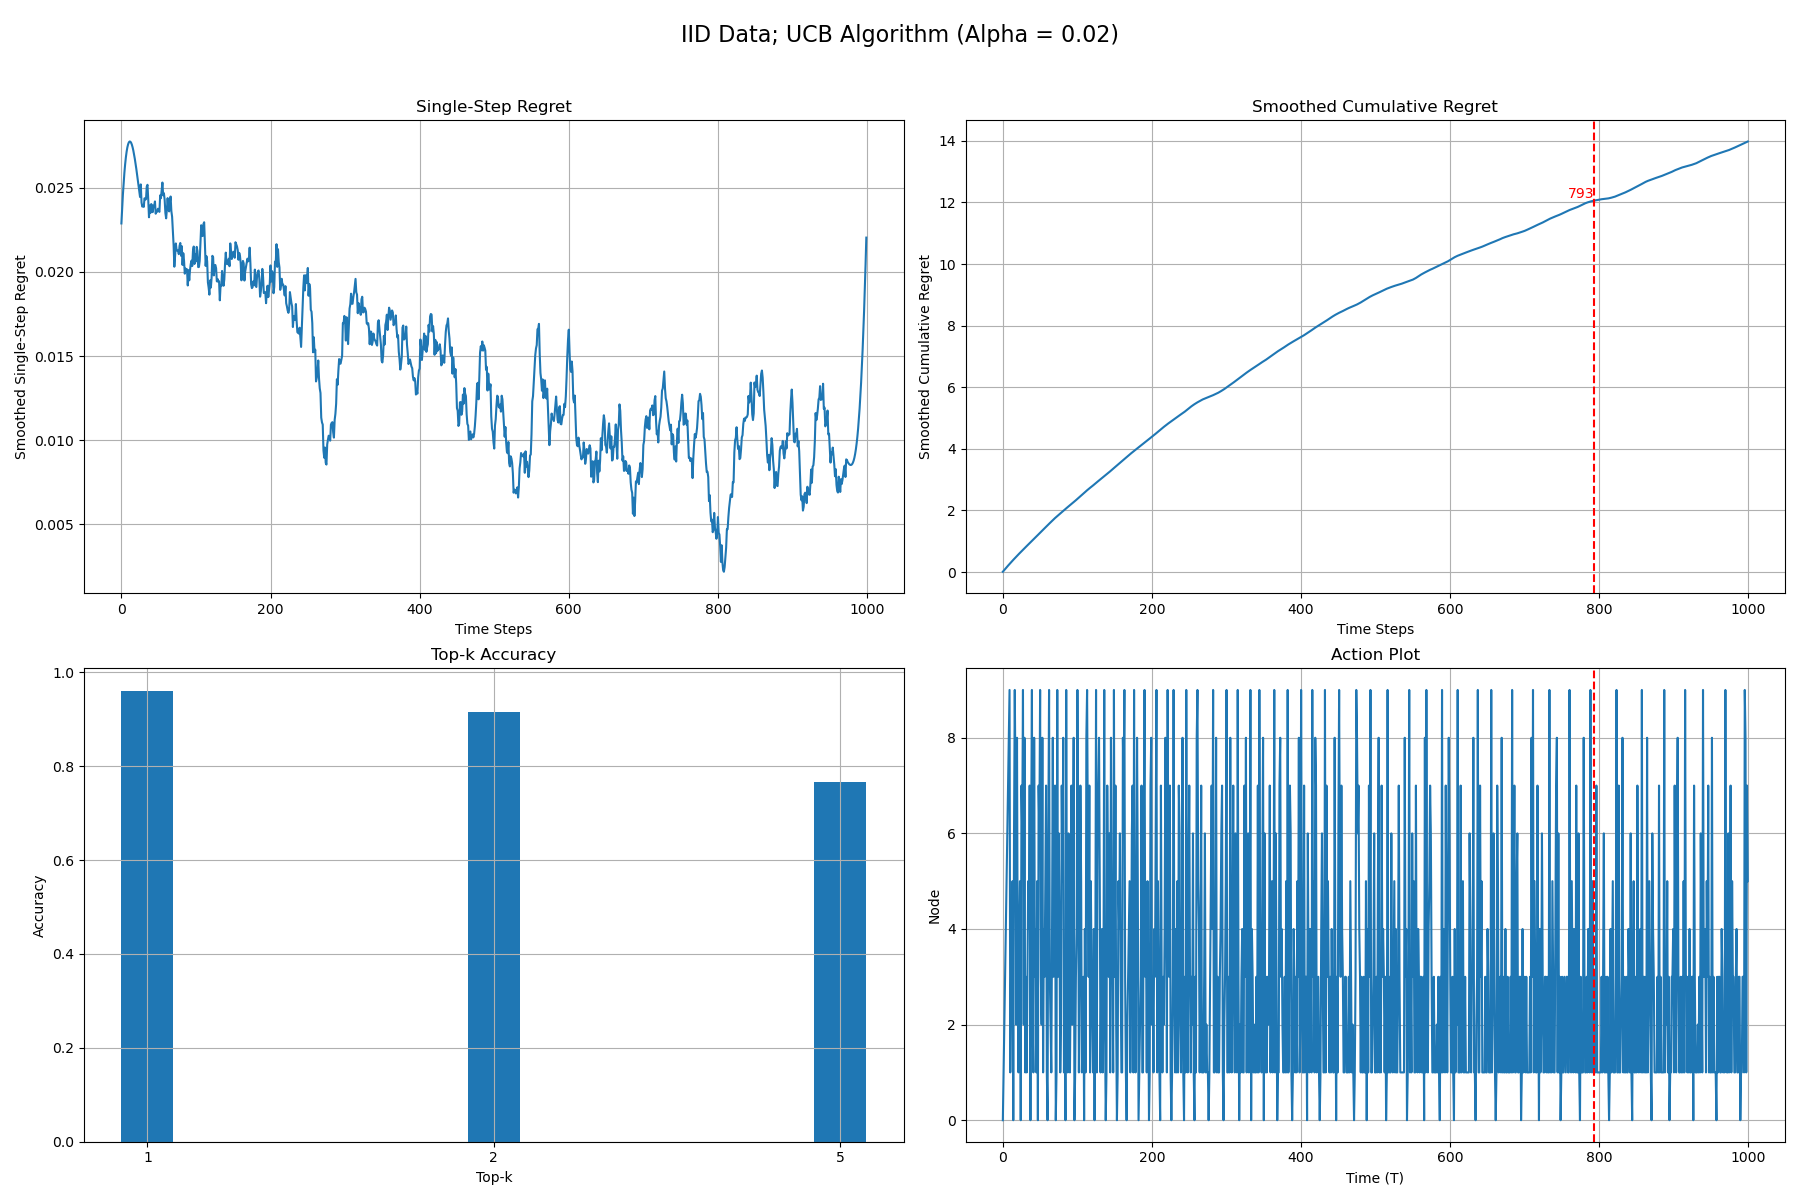 IID Data; UCB Algorithm (Alpha = 0.02)
Single-Step Regret
Smoothed Single-Step Regret
0.025
0.020
0.015
0.010
0.005
0 200 400 600 800 1000
Time Steps
Smoothed Cumulative Regret
Smoothed Cumulative Regret
14
12
10
8
6
4
2
0
793
0 200 400 600 800 1000
Time Steps
Top-k Accuracy
Accuracy
1.0
0.8
0.6
0.4
0.2
0.0
1 2 5
Top-k
Action Plot
Node
8
6
4
2
0
0 200 400 600 800 1000
Time (T)